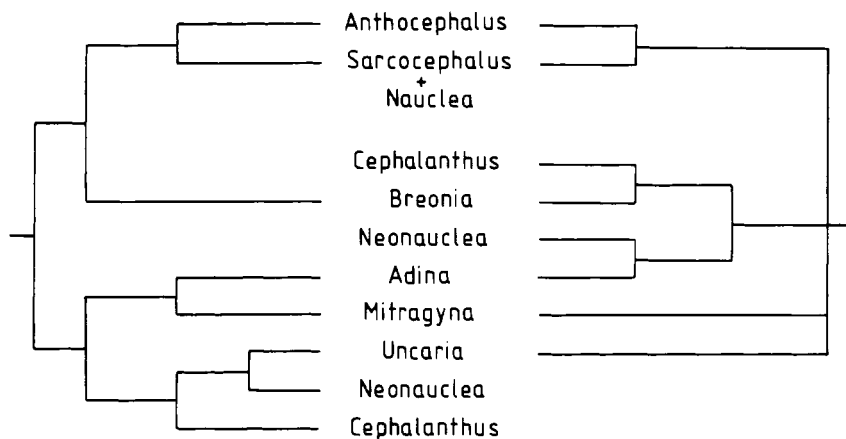 Anthocephalus
Sarcocephalus
+
Nauclea
Cephalanthus
Breonia
Neonauclea
Adina
Mitragyna
Uncaria
Neonauclea
Cephalanthus